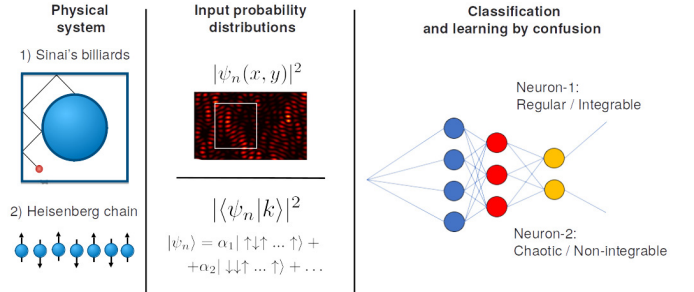 Physical
system
1) Sinai's billiards
2) Heisenberg chain
Input probability
distributions
|ψₙ(x, y)|²
|⟨ψₙ|k⟩|²
|ψₙ⟩ = α₁| ↑↓↑ ... ↑⟩ +
+α₂| ↓↓↑ ... ↑⟩ + . . .
Classification
and learning by confusion
Neuron-1:
Regular / Integrable
Neuron-2:
Chaotic / Non-integrable